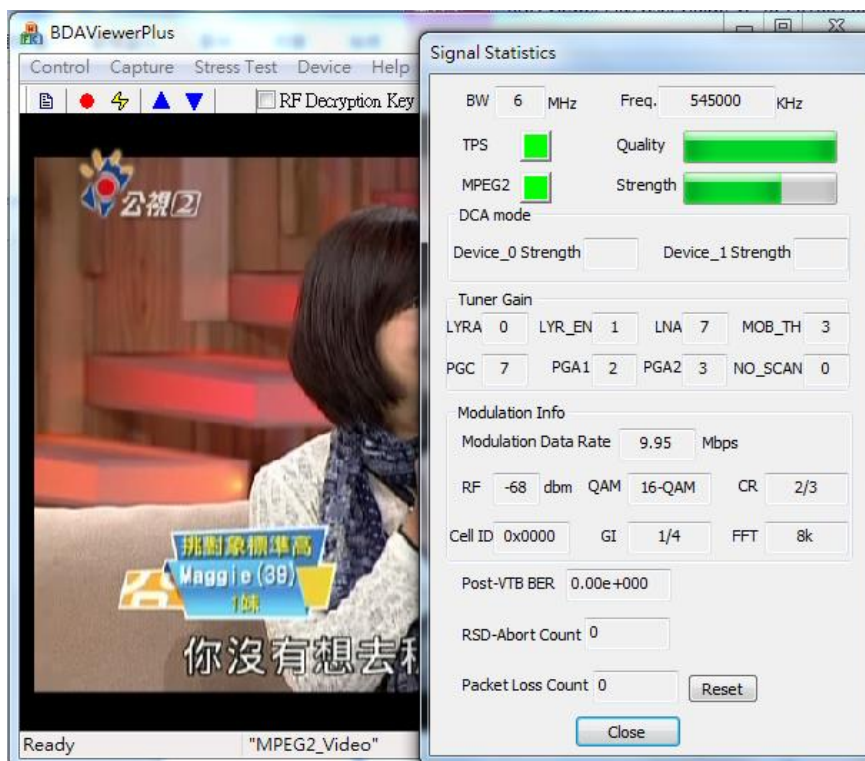 BDAViewerPlus
Control Capture Stress Test Device Help
RF Decryption Key
公視2
挑對象標準高
Maggie(39)
1妹
你沒有想去
Ready "MPEG2_Video"
Signal Statistics
BW 6 MHz Freq. 545000 KHz
TPS Quality
MPEG2 Strength
DCA mode
Device_0 Strength Device_1 Strength
Tuner Gain
LYRA 0 LYR_EN 1 LNA 7 MOB_TH 3
PGC 7 PGA1 2 PGA2 3 NO_SCAN 0
Modulation Info
Modulation Data Rate 9.95 Mbps
RF -68 dbm QAM 16-QAM CR 2/3
Cell ID 0x0000 GI 1/4 FFT 8k
Post-VTB BER 0.00e+000
RSD-Abort Count 0
Packet Loss Count 0 Reset
Close